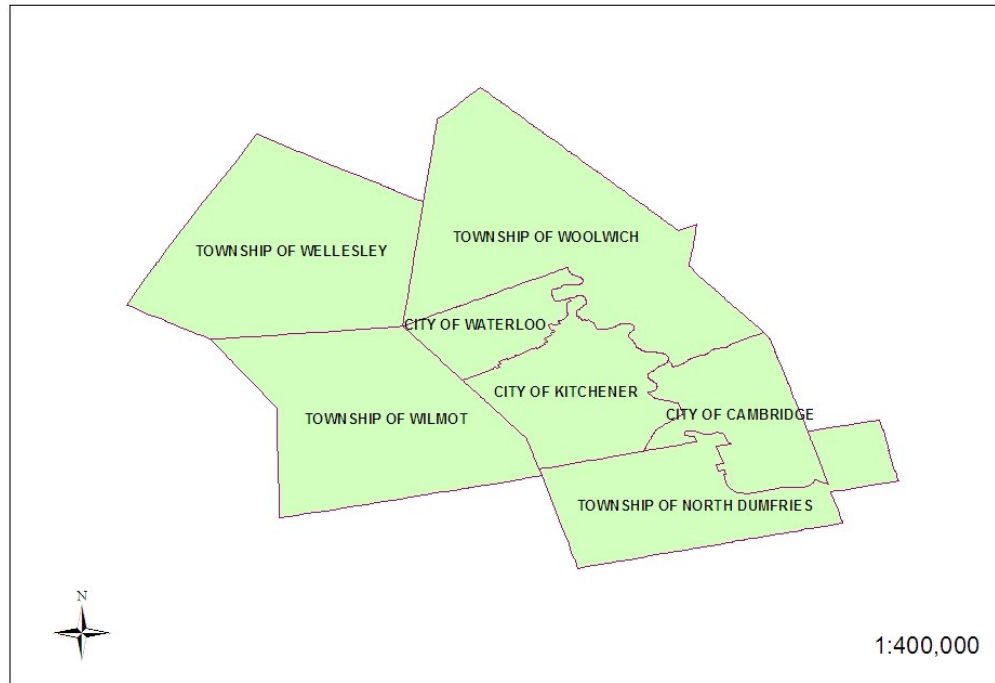 TOWNSHIP OF WOOLWICH
TOWNSHIP OF WELLESLEY
CITY OF WATERLOO
CITY OF KITCHENER
CITY OF CAMBRIDGE
TOWNSHIP OF WILMOT
TOWNSHIP OF NORTH DUMFRIES
N
1:400,000